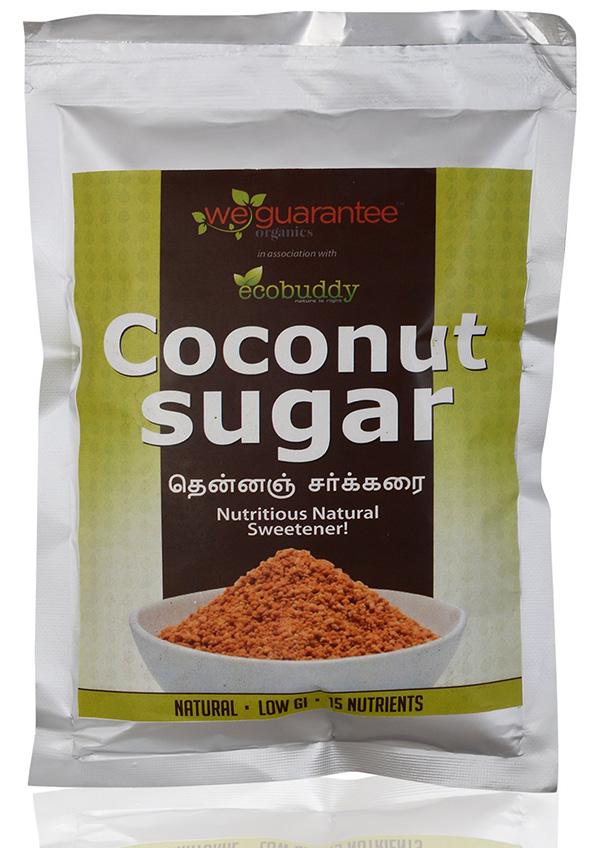 weguarantee™
organics
in association with
ecobuddy
nature is right
Coconut
sugar
தென்னஞ் சர்க்கரை
Nutritious Natural
Sweetener!
NATURAL · LOW GI · 15 NUTRIENTS